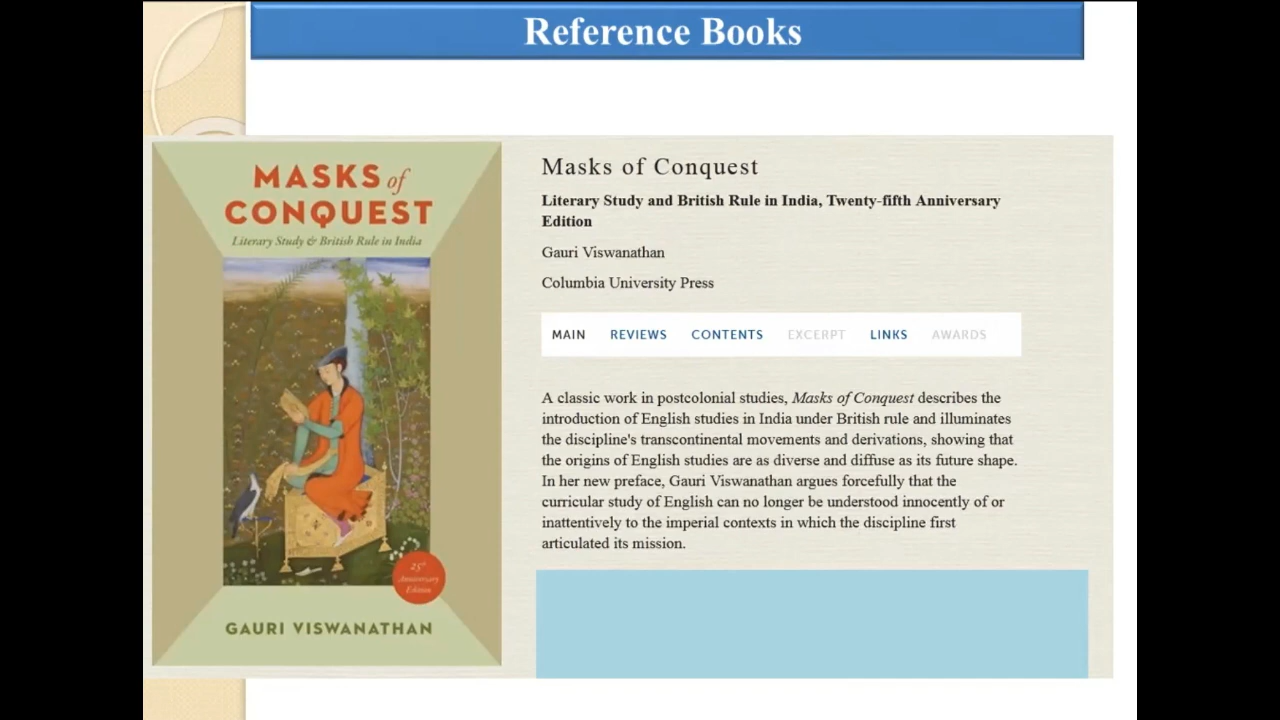 Reference Books
MASKS of
CONQUEST
Literary Study & British Rule in India
25th
Anniversary
Edition
GAURI VISWANATHAN
Masks of Conquest
Literary Study and British Rule in India, Twenty-fifth Anniversary
Edition
Gauri Viswanathan
Columbia University Press
MAIN REVIEWS CONTENTS EXCERPT LINKS AWARDS
A classic work in postcolonial studies, Masks of Conquest describes the
introduction of English studies in India under British rule and illuminates
the discipline's transcontinental movements and derivations, showing that
the origins of English studies are as diverse and diffuse as its future shape.
In her new preface, Gauri Viswanathan argues forcefully that the
curricular study of English can no longer be understood innocently of or
inattentively to the imperial contexts in which the discipline first
articulated its mission.